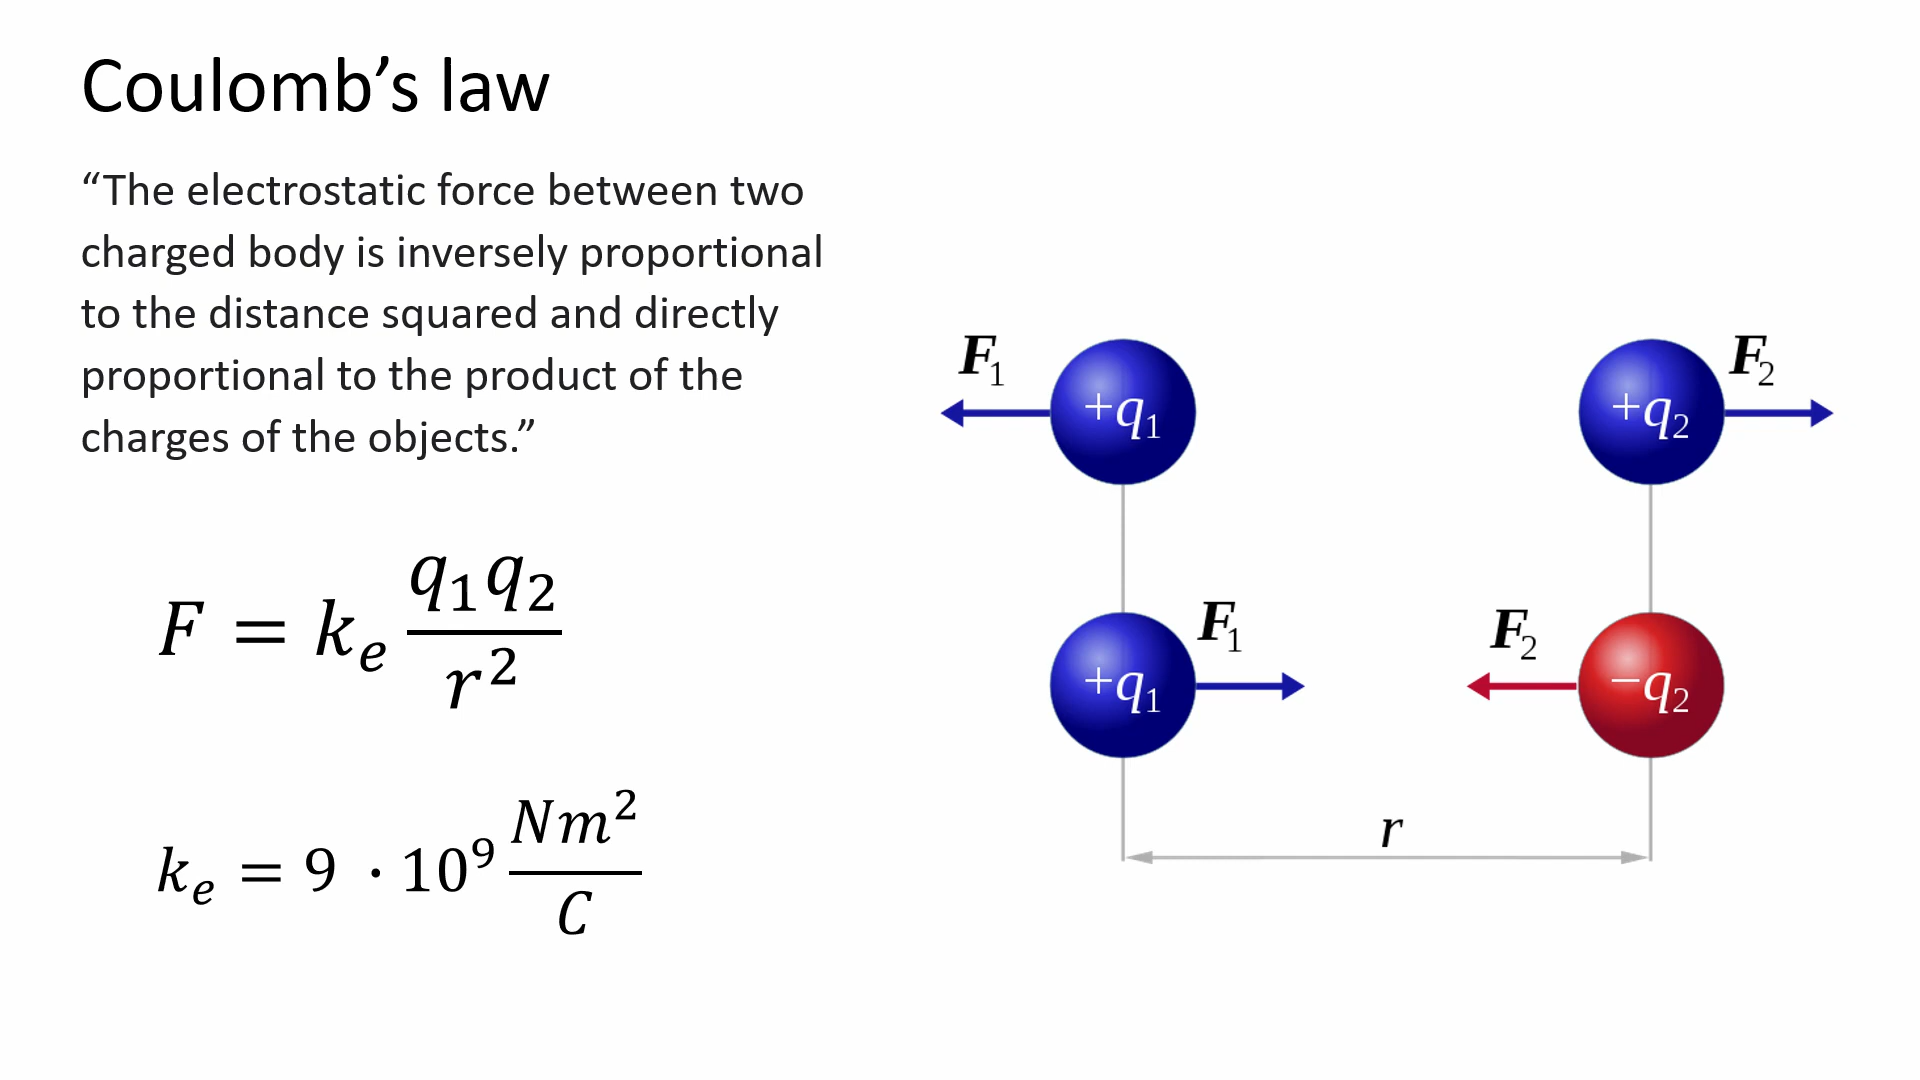 Coulomb’s law
“The electrostatic force between two
charged body is inversely proportional
to the distance squared and directly
proportional to the product of the
charges of the objects.”
F = kₑ q₁q₂ / r²
kₑ = 9 · 10⁹ Nm² / C
F₁ +q₁ +q₂ F₂
+q₁ F₁ F₂ −q₂
r